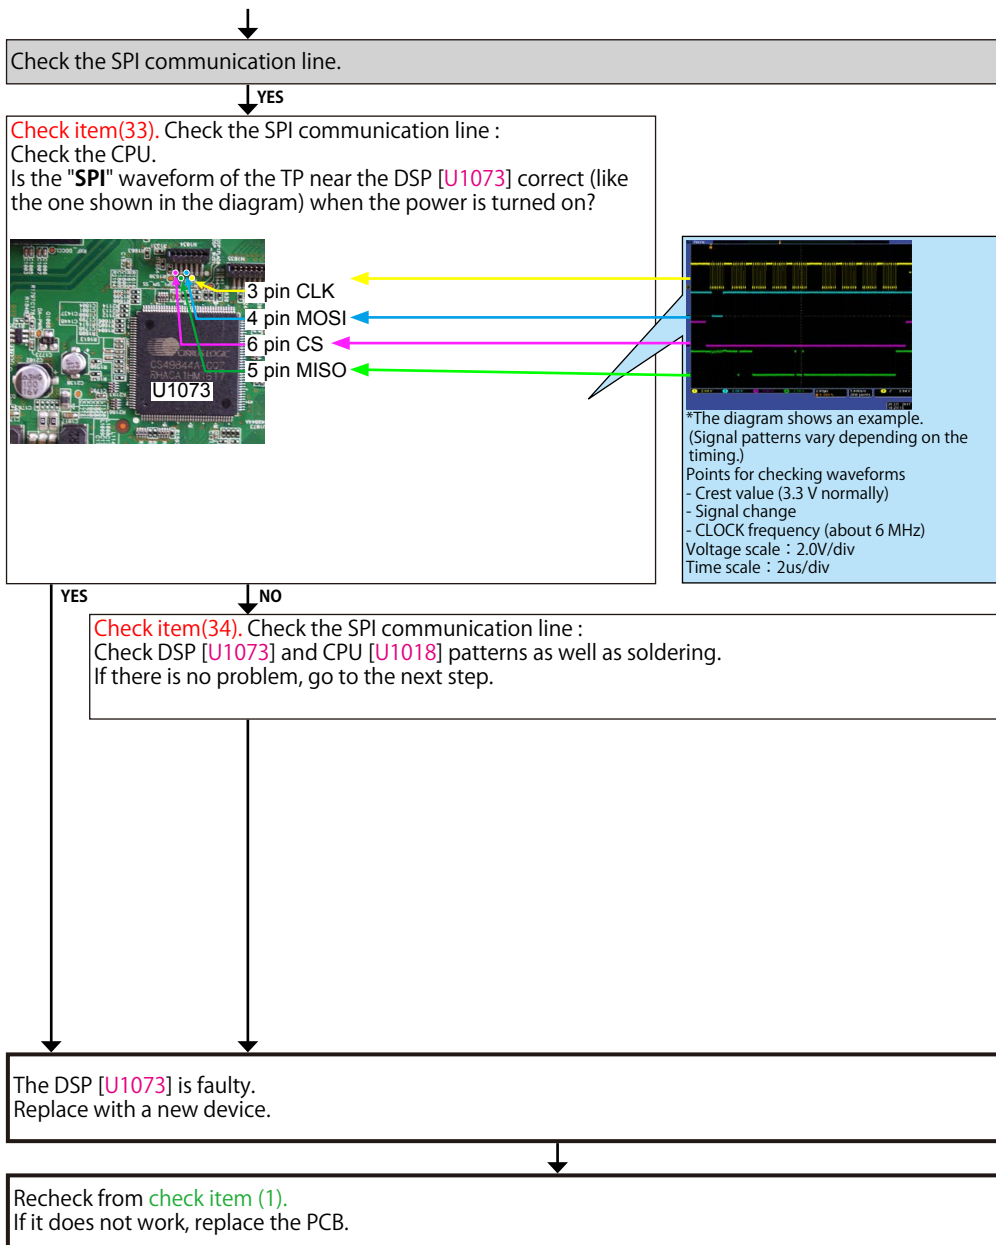 Check the SPI communication line.
YES
Check item(33). Check the SPI communication line :
Check the CPU.
Is the "SPI" waveform of the TP near the DSP [U1073] correct (like
the one shown in the diagram) when the power is turned on?
3 pin CLK
4 pin MOSI
6 pin CS
5 pin MISO
CIRRUS LOGIC
U1073
*The diagram shows an example.
(Signal patterns vary depending on the
timing.)
Points for checking waveforms
- Crest value (3.3 V normally)
- Signal change
- CLOCK frequency (about 6 MHz)
Voltage scale：2.0V/div
Time scale：2us/div
YES
NO
Check item(34). Check the SPI communication line :
Check DSP [U1073] and CPU [U1018] patterns as well as soldering.
If there is no problem, go to the next step.
The DSP [U1073] is faulty.
Replace with a new device.
Recheck from check item (1).
If it does not work, replace the PCB.